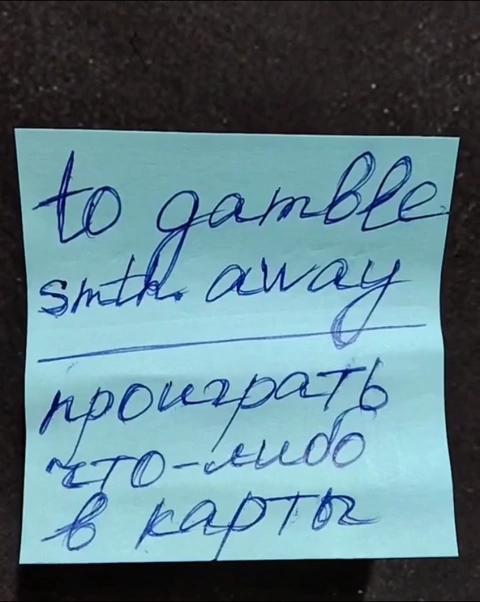 to gamble
smth. away
проиграть
что-либо
в карты